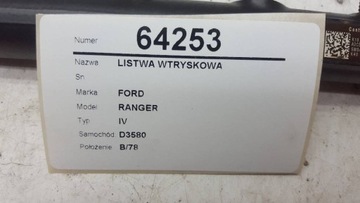 Numer 64253
Nazwa LISTWA WTRYSKOWA
Sn
Marka FORD
Model RANGER
Typ IV
Samochód D3580
Położenie B/78